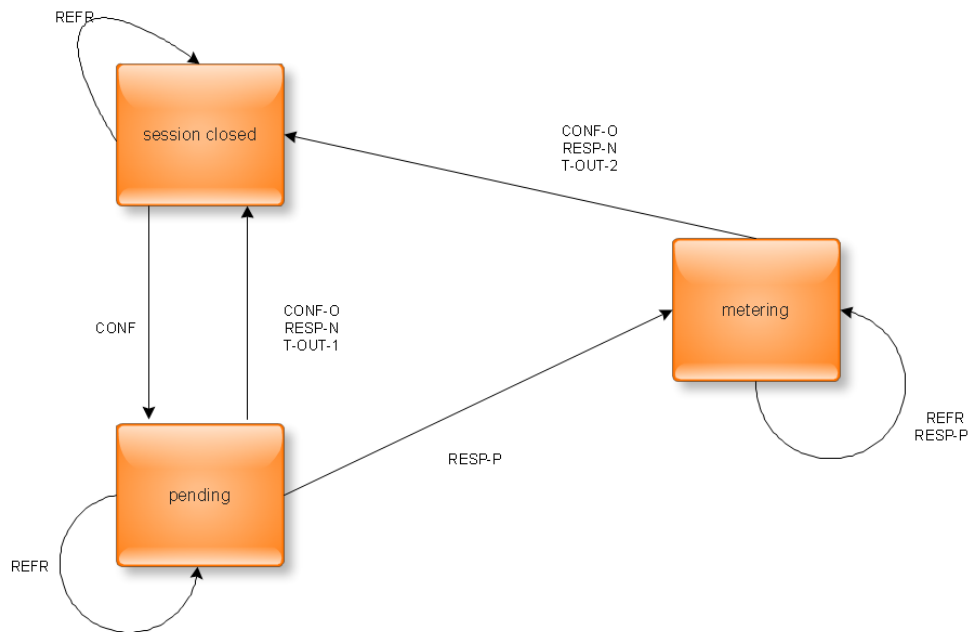 REFR
session closed
CONF-O
RESP-N
T-OUT-2
metering
CONF
CONF-O
RESP-N
T-OUT-1
REFR
RESP-P
RESP-P
pending
REFR